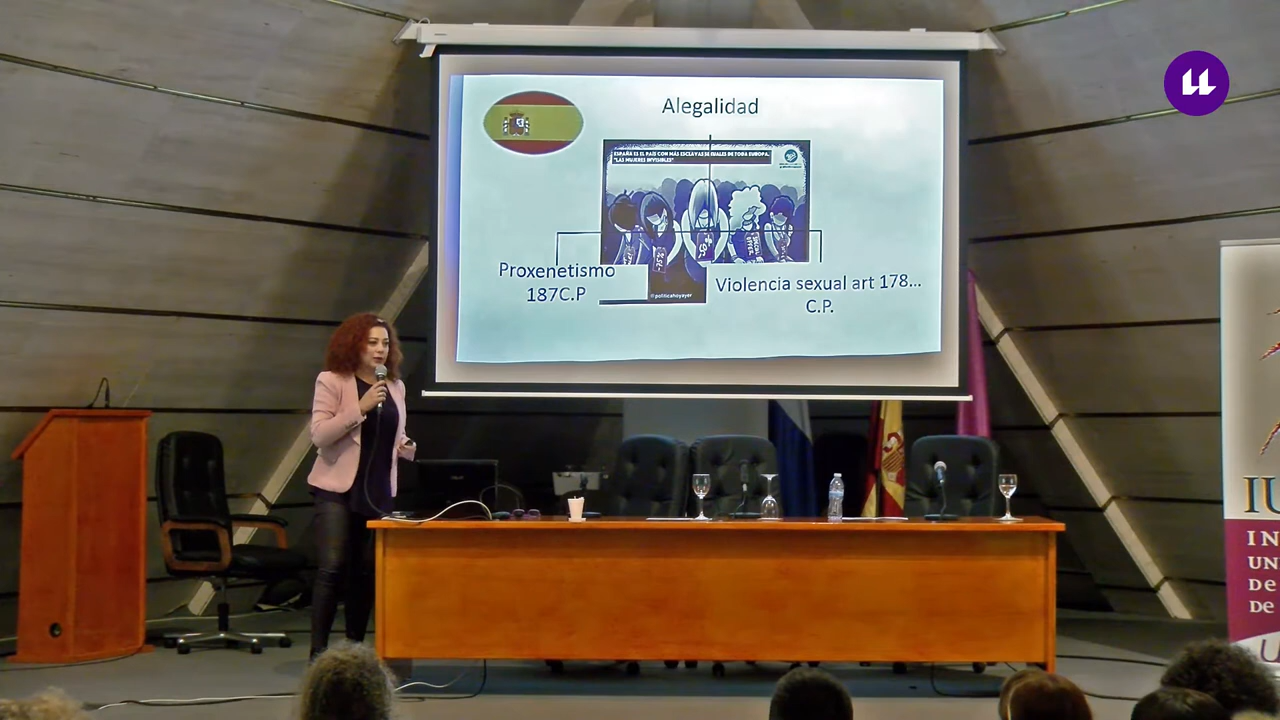 Alegalidad
ESPAÑA ES EL PAÍS CON MÁS ESCLAVAS SEXUALES DE TODA EUROPA.
"LAS MUJERES INVISIBLES"
@politicahoyayer
Proxenetismo
187C.P
Violencia sexual art 178...
C.P.
IU
IN
UN
DE
DE
U